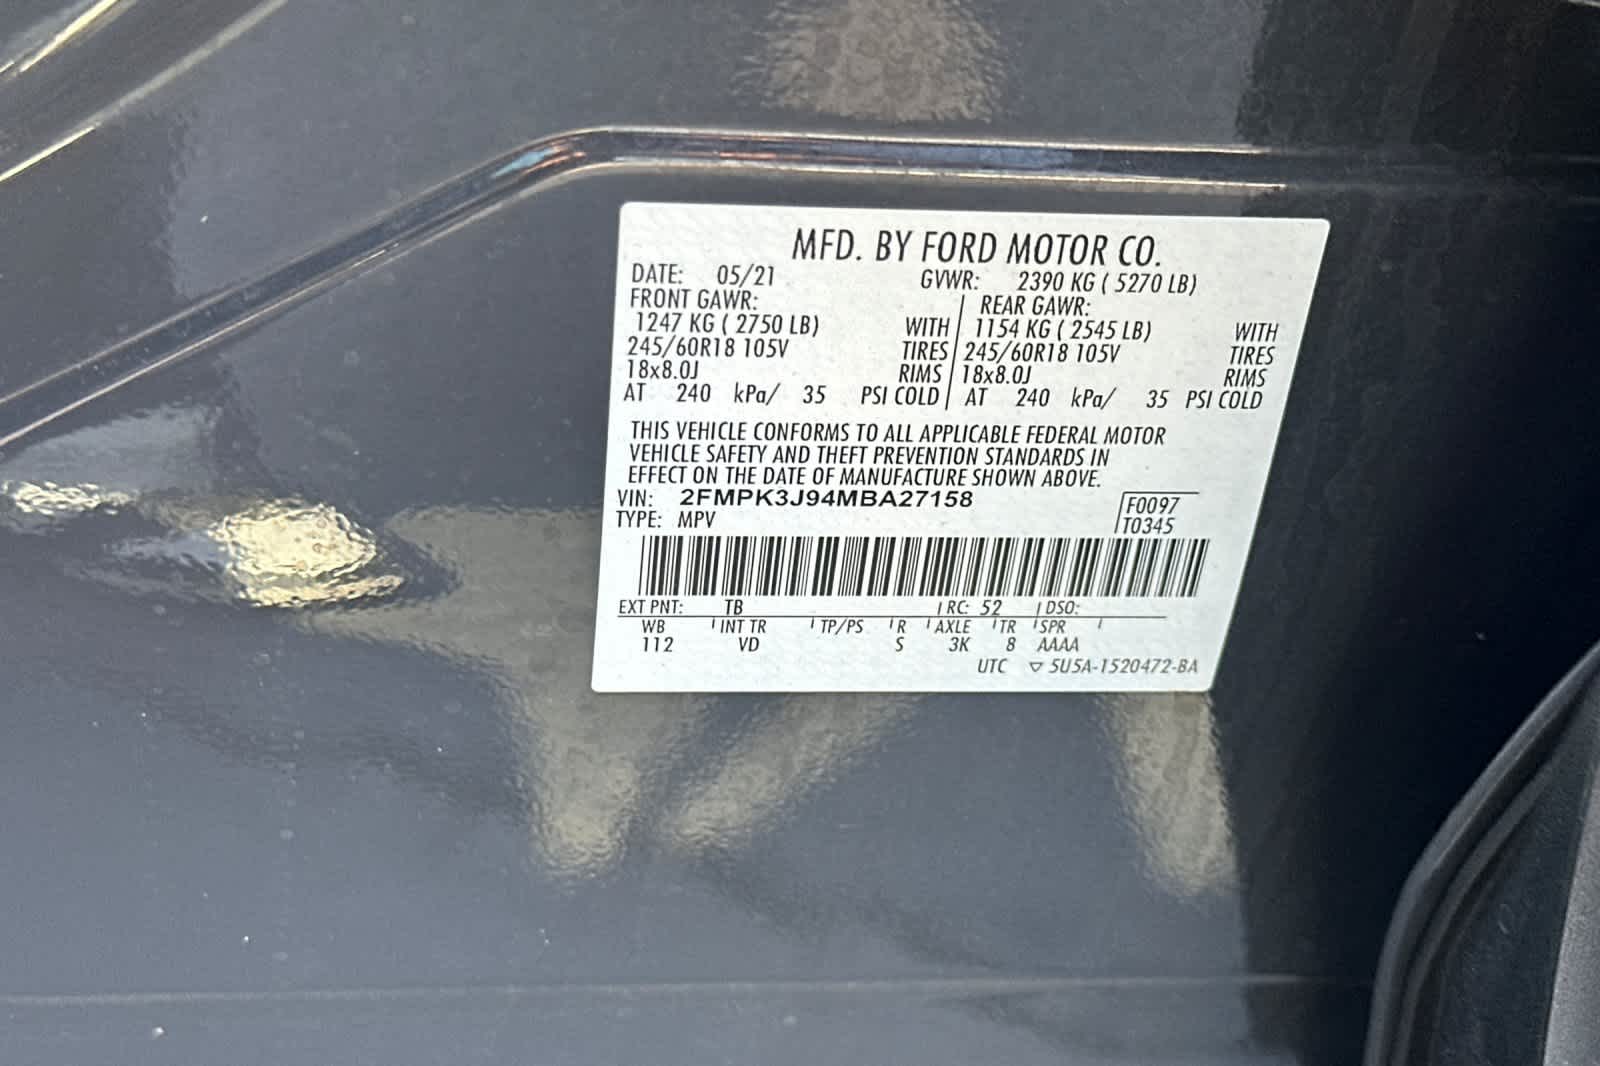 MFD. BY FORD MOTOR CO.
DATE: 05/21 GVWR: 2390 KG ( 5270 LB)
FRONT GAWR: REAR GAWR:
1247 KG ( 2750 LB) WITH 1154 KG ( 2545 LB) WITH
245/60R18 105V TIRES 245/60R18 105V TIRES
18x8.0J RIMS 18x8.0J RIMS
AT 240 kPa/ 35 PSI COLD AT 240 kPa/ 35 PSI COLD
THIS VEHICLE CONFORMS TO ALL APPLICABLE FEDERAL MOTOR
VEHICLE SAFETY AND THEFT PREVENTION STANDARDS IN
EFFECT ON THE DATE OF MANUFACTURE SHOWN ABOVE.
VIN: 2FMPK3J94MBA27158 F0097
TYPE: MPV T0345
EXT PNT: TB RC: 52 DSO:
WB INT TR TP/PS R AXLE TR SPR
112 VD S 3K 8 AAAA
UTC ▽ 5U5A-1520472-BA